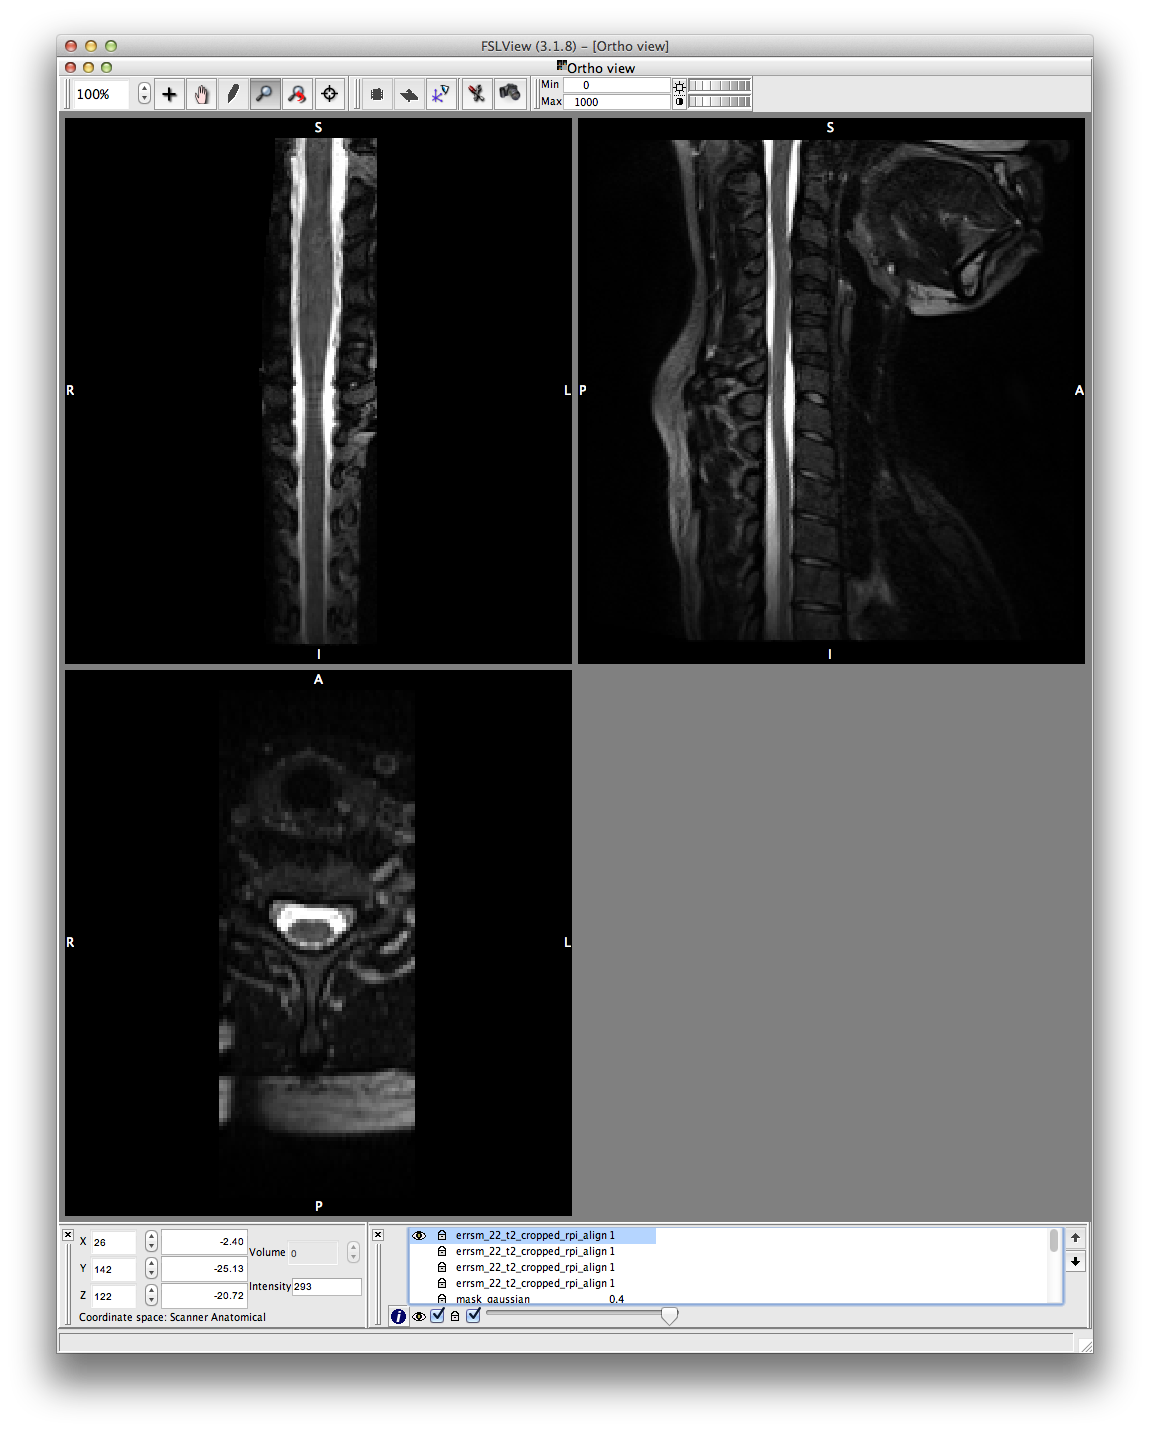 FSLView (3.1.8) – [Ortho view]
Ortho view
100%
Min 0
Max 1000
S
S
R
L
P
A
I
I
A
R
L
P
X 26 -2.40
Y 142 -25.13
Z 122 -20.72
Volume 0
Intensity 293
Coordinate space: Scanner Anatomical
errsm_22_t2_cropped_rpi_align 1
errsm_22_t2_cropped_rpi_align 1
errsm_22_t2_cropped_rpi_align 1
errsm_22_t2_cropped_rpi_align 1
mask_gaussian 0.4